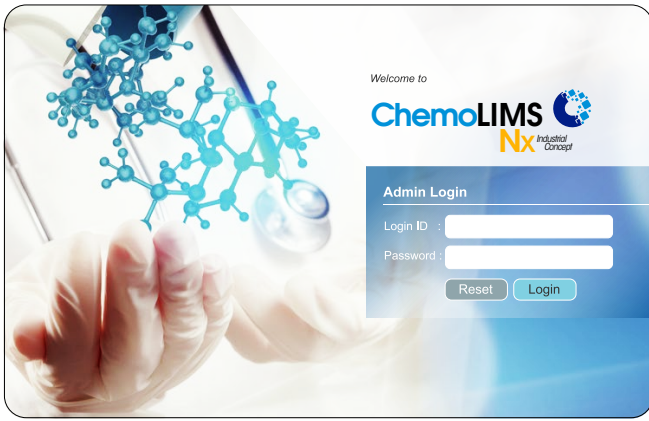 Welcome to
ChemoLIMS
Nx Industrial
Concept
Admin Login
Login ID :
Password :
Reset Login